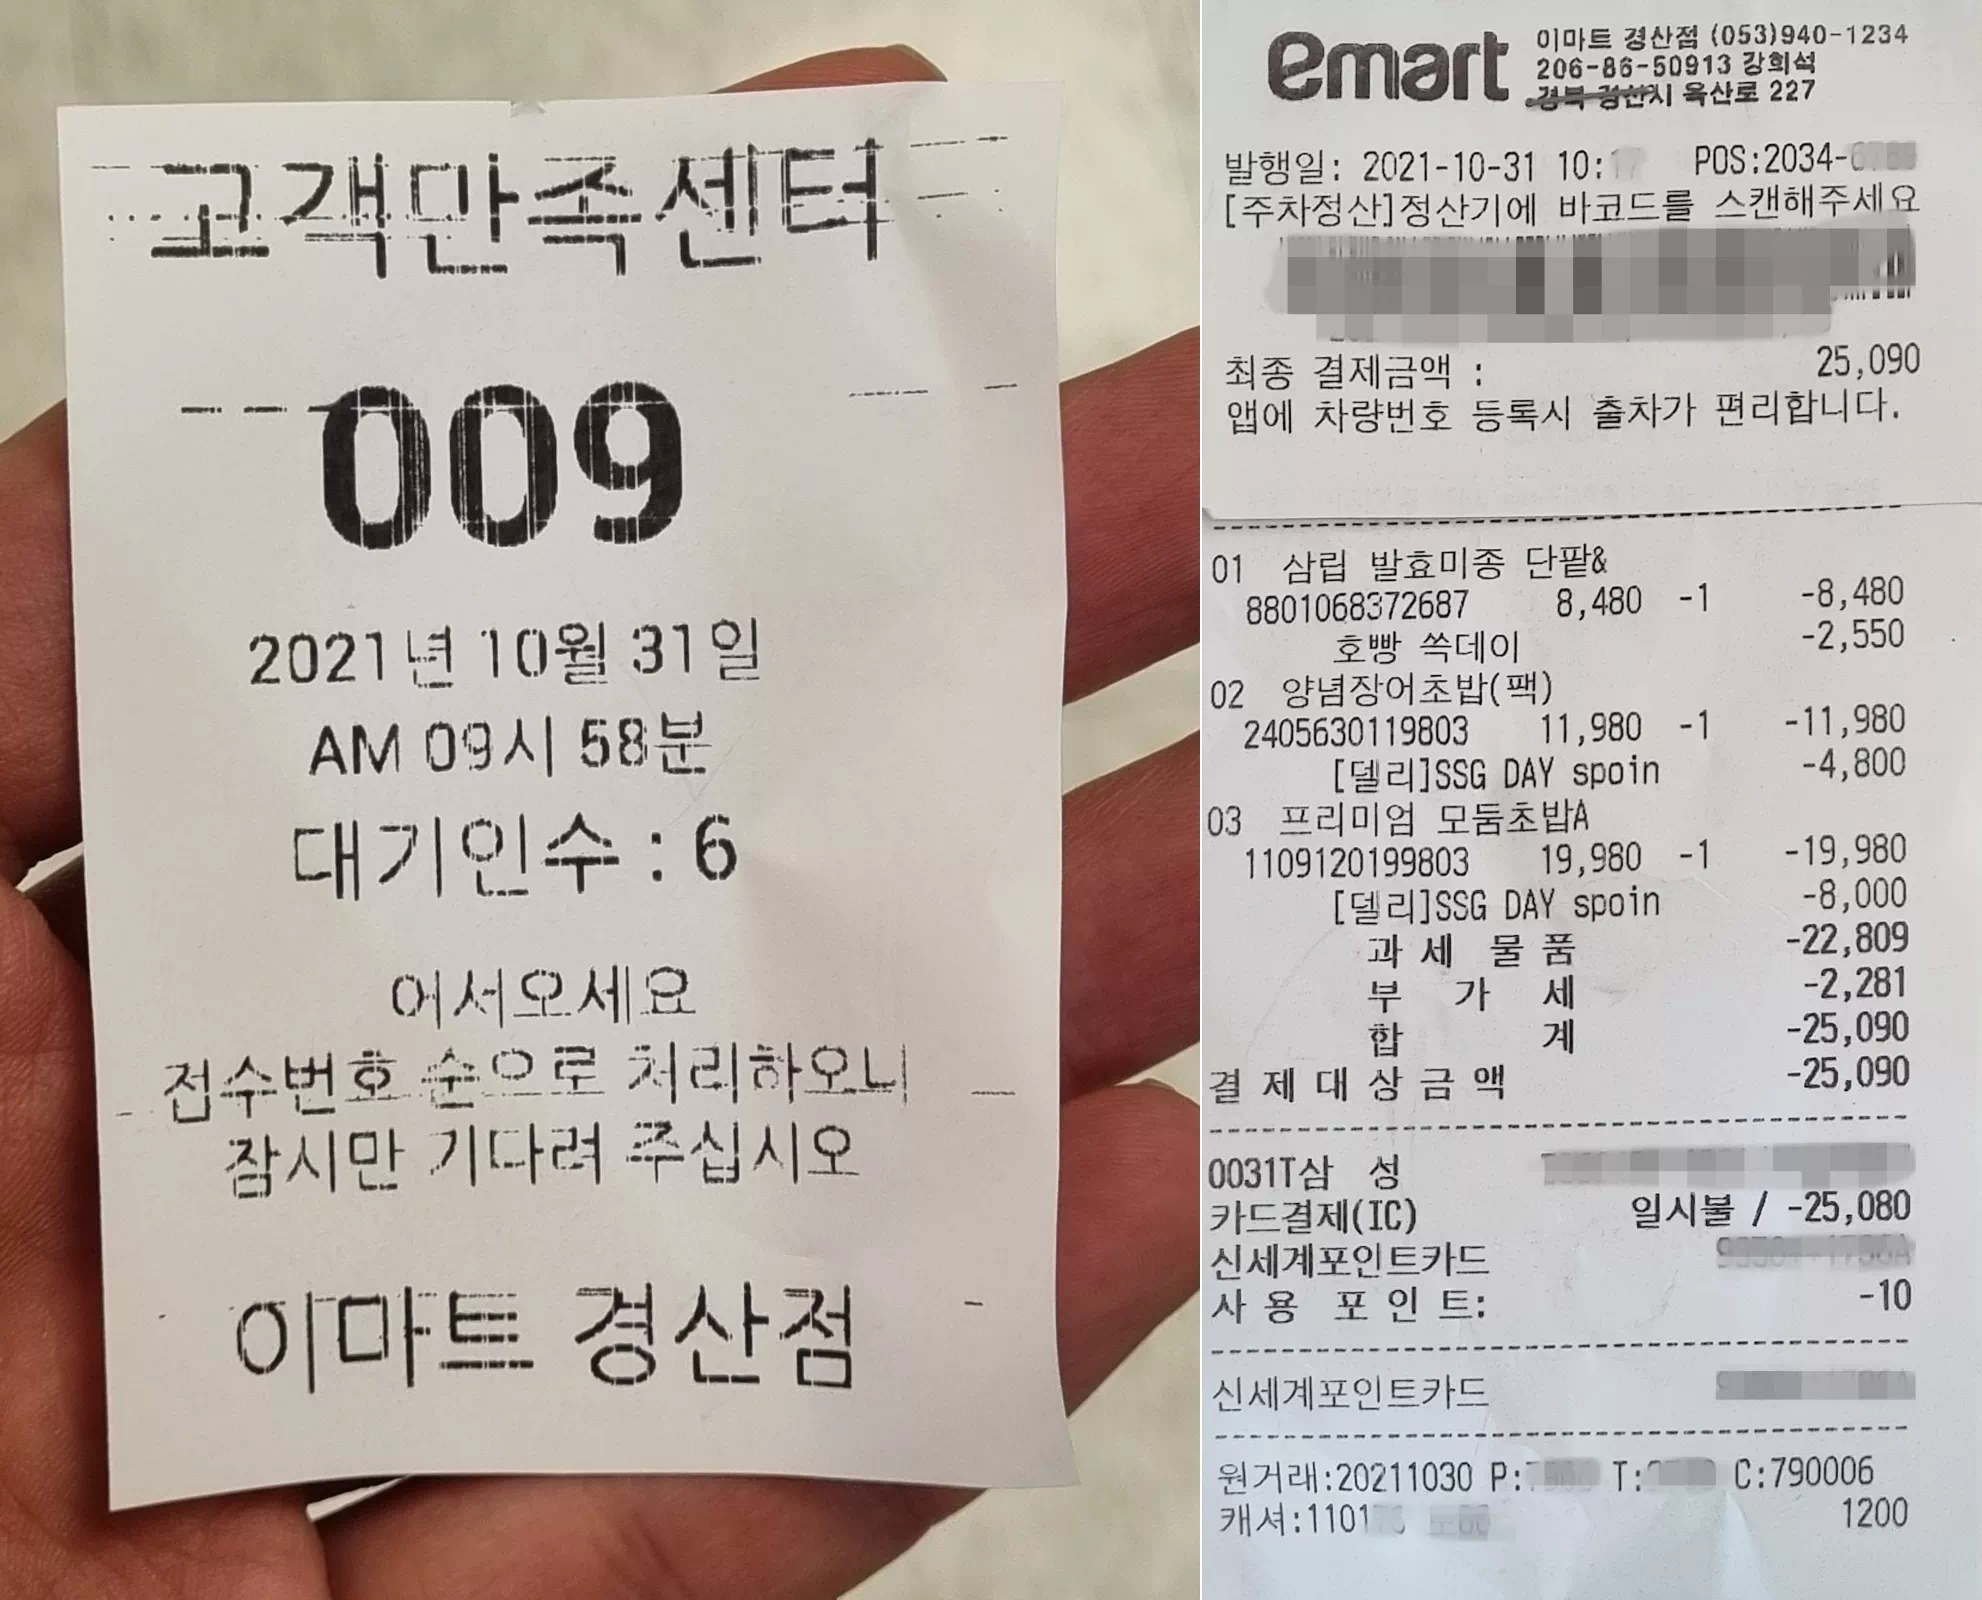 고객만족센터
009
2021년 10월 31일
AM 09시 58분
대기인수 : 6
어서오세요
접수번호 순으로 처리하오니
잠시만 기다려 주십시오
이마트 경산점
emart
이마트 경산점 (053)940-1234
206-86-50913 강희석
경북 경산시 옥산로 227
발행일: 2021-10-31 10: POS:2034-
[주차정산]정산기에 바코드를 스캔해주세요
최종 결제금액 : 25,090
앱에 차량번호 등록시 출차가 편리합니다.
01 삼립 발효미종 단팥&
8801068372687 8,480 -1 -8,480
호빵 쓱데이 -2,550
02 양념장어초밥(팩)
2405630119803 11,980 -1 -11,980
[델리]SSG DAY spoin -4,800
03 프리미엄 모둠초밥A
1109120199803 19,980 -1 -19,980
[델리]SSG DAY spoin -8,000
과 세 물 품 -22,809
부 가 세 -2,281
합 계 -25,090
결 제 대 상 금 액 -25,090
0031T삼 성
카드결제(IC) 일시불 / -25,080
신세계포인트카드
사 용 포 인 트: -10
신세계포인트카드
원거래:20211030 P: T: C:790006
캐셔:1101 1200